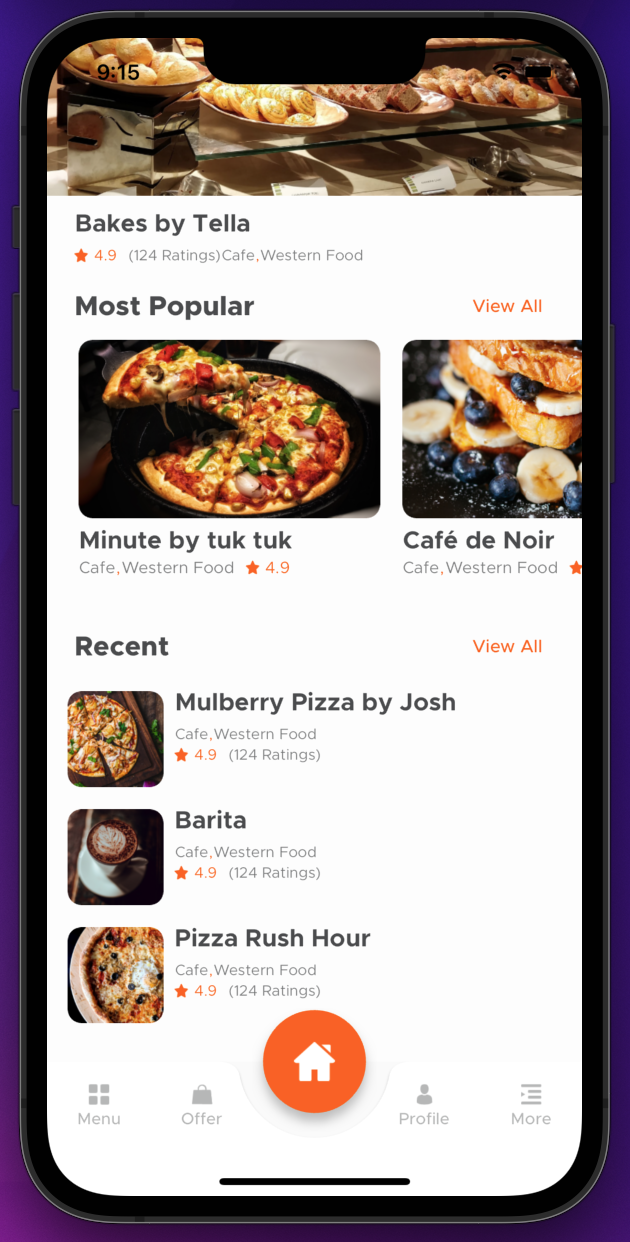 9:15
Bakes by Tella
4.9 (124 Ratings)Cafe,Western Food
Most Popular
View All
Minute by tuk tuk
Café de Noir
Cafe,Western Food 4.9
Cafe,Western Food
Recent
View All
Mulberry Pizza by Josh
Cafe,Western Food
4.9 (124 Ratings)
Barita
Cafe,Western Food
4.9 (124 Ratings)
Pizza Rush Hour
Cafe,Western Food
4.9 (124 Ratings)
Menu
Offer
Profile
More